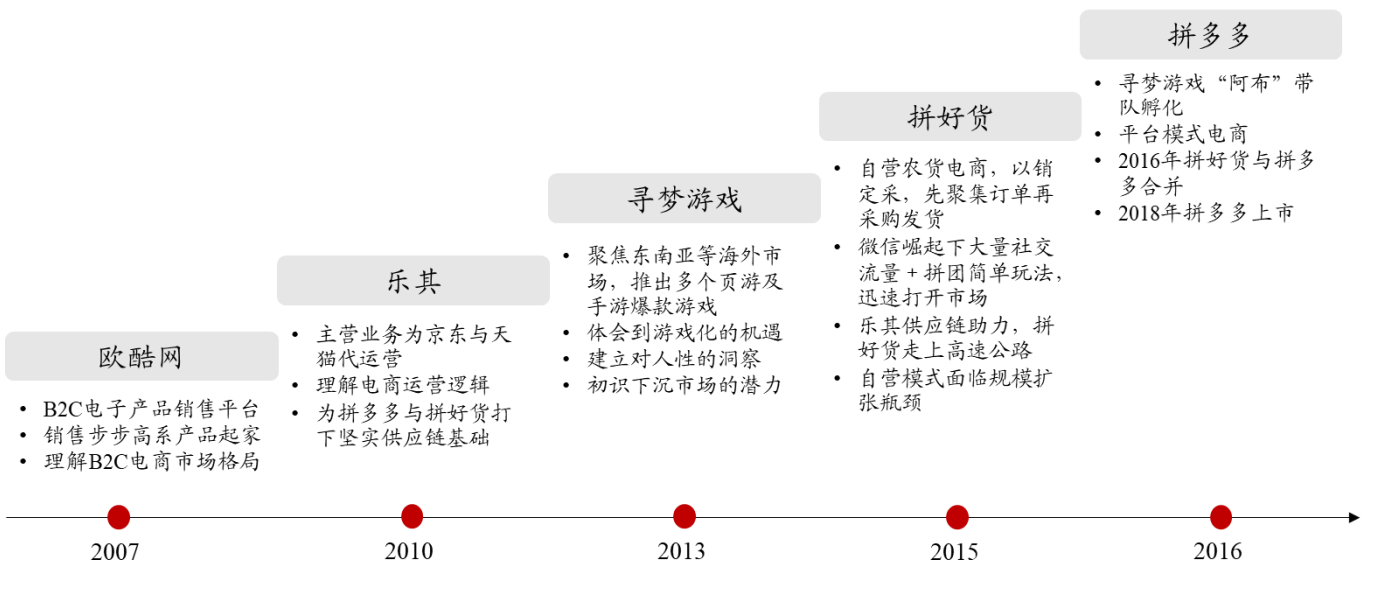 欧酷网
• B2C电子产品销售平台
• 销售步步高系产品起家
• 理解B2C电商市场格局
乐其
• 主营业务为京东与天
猫代运营
• 理解电商运营逻辑
• 为拼多多与拼好货打
下坚实供应链基础
寻梦游戏
• 聚焦东南亚等海外市
场，推出多个页游及
手游爆款游戏
• 体会到游戏化的机遇
• 建立对人性的洞察
• 初识下沉市场的潜力
拼好货
• 自营农货电商，以销
定采，先聚集订单再
采购发货
• 微信崛起下大量社交
流量+拼团简单玩法，
迅速打开市场
• 乐其供应链助力，拼
好货走上高速公路
• 自营模式面临规模扩
张瓶颈
拼多多
• 寻梦游戏“阿布”带
队孵化
• 平台模式电商
• 2016年拼好货与拼多
多合并
• 2018年拼多多上市
2007
2010
2013
2015
2016